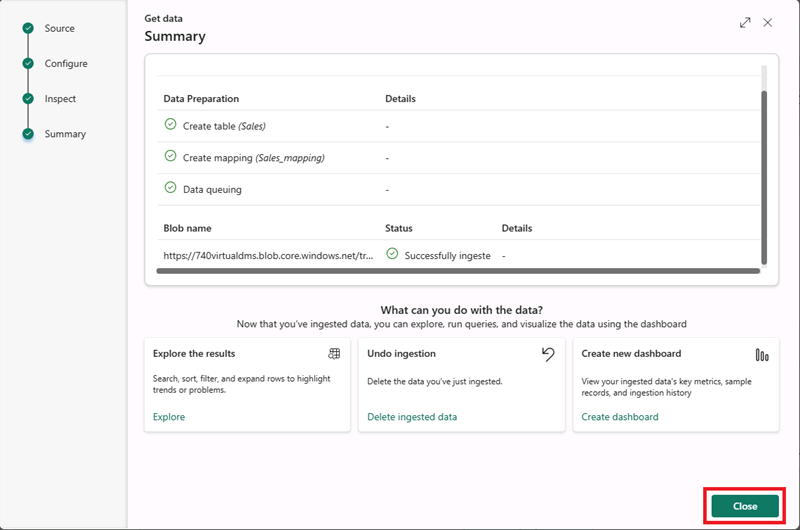 Source
Configure
Inspect
Summary
Get data
Summary
Data Preparation Details
Create table (Sales) -
Create mapping (Sales_mapping) -
Data queuing -
Blob name Status Details
https://740virtualdms.blob.core.windows.net/tr... Successfully ingeste -
What can you do with the data?
Now that you've ingested data, you can explore, run queries, and visualize the data using the dashboard
Explore the results
Search, sort, filter, and expand rows to highlight
trends or problems.
Explore
Undo ingestion
Delete the data you've just ingested.
Delete ingested data
Create new dashboard
View your ingested data's key metrics, sample
records, and ingestion history
Create dashboard
Close